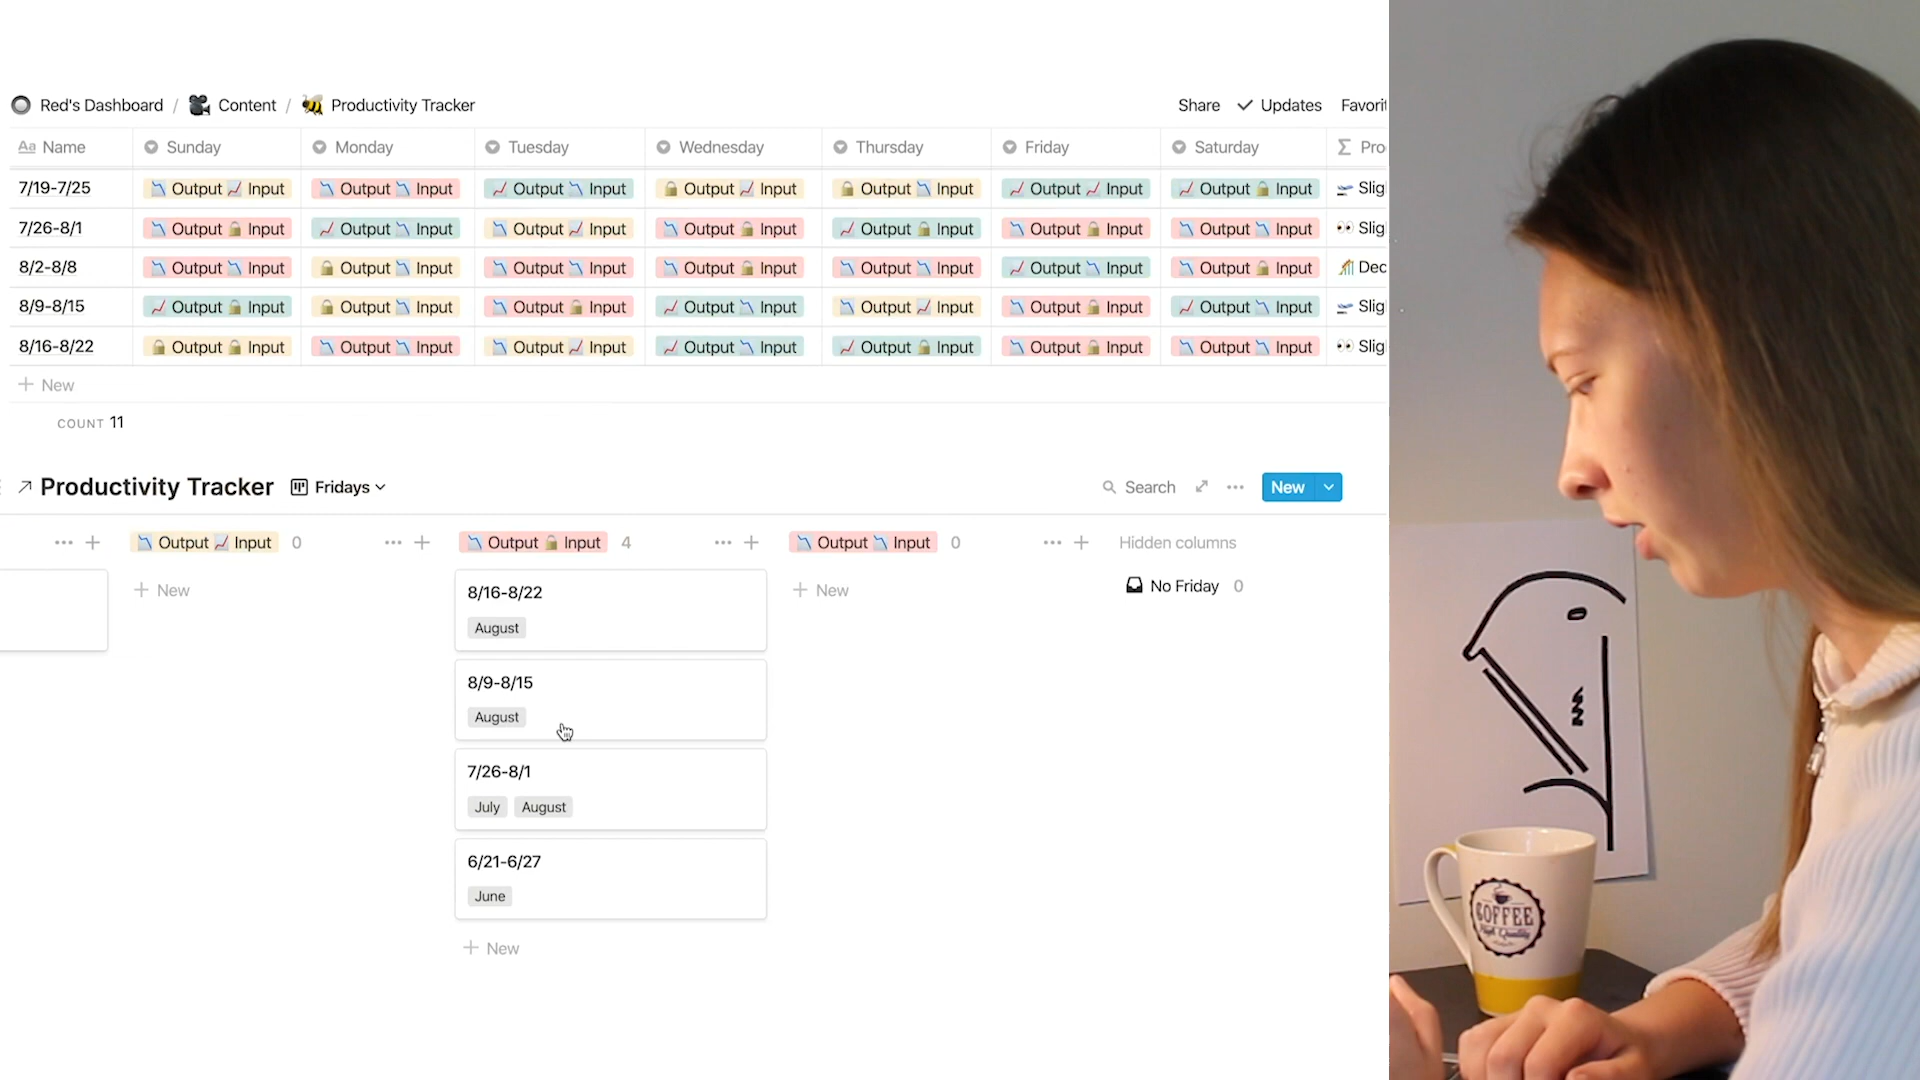 Red's Dashboard / Content / Productivity Tracker Share Updates Favorit
Aa Name Sunday Monday Tuesday Wednesday Thursday Friday Saturday Σ Pro
7/19-7/25 Output Input Output Input Output Input Output Input Output Input Output Input Output Input Slig
7/26-8/1 Output Input Output Input Output Input Output Input Output Input Output Input Output Input Slig
8/2-8/8 Output Input Output Input Output Input Output Input Output Input Output Input Output Input Dec
8/9-8/15 Output Input Output Input Output Input Output Input Output Input Output Input Output Input Slig
8/16-8/22 Output Input Output Input Output Input Output Input Output Input Output Input Output Input Slig
+ New
COUNT 11
Productivity Tracker Fridays Search New
Output Input 0 Output Input 4 Output Input 0 Hidden columns
+ New 8/16-8/22 + New No Friday 0
August
8/9-8/15
August
7/26-8/1
July August
6/21-6/27
June
+ New
COFFEE
High Quality